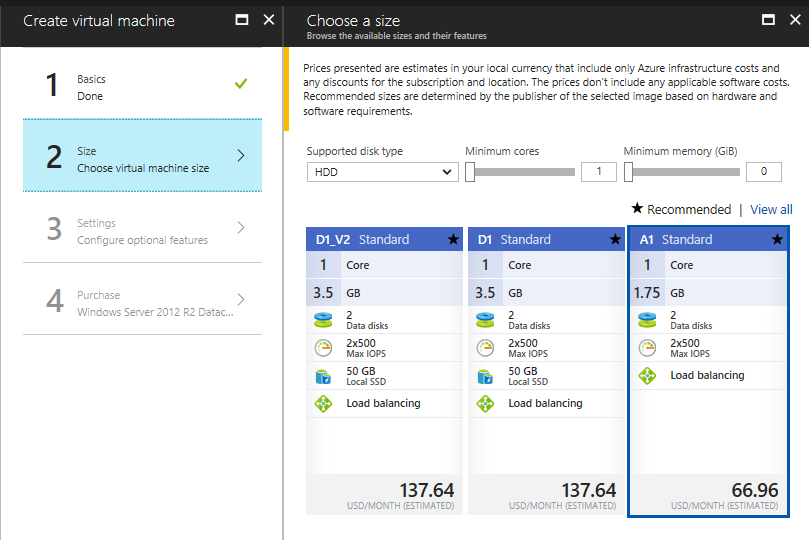 Create virtual machine
1
Basics
Done
2
Size
Choose virtual machine size
3
Settings
Configure optional features
4
Purchase
Windows Server 2012 R2 Datac...
Choose a size
Browse the available sizes and their features
Prices presented are estimates in your local currency that include only Azure infrastructure costs and
any discounts for the subscription and location. The prices don't include any applicable software costs.
Recommended sizes are determined by the publisher of the selected image based on hardware and
software requirements.
Supported disk type
HDD
Minimum cores
1
Minimum memory (GiB)
0
★ Recommended | View all
D1_V2 Standard ★
1 Core
3.5 GB
2
Data disks
2x500
Max IOPS
50 GB
Local SSD
Load balancing
137.64
USD/MONTH (ESTIMATED)
D1 Standard ★
1 Core
3.5 GB
2
Data disks
2x500
Max IOPS
50 GB
Local SSD
Load balancing
137.64
USD/MONTH (ESTIMATED)
A1 Standard ★
1 Core
1.75 GB
2
Data disks
2x500
Max IOPS
Load balancing
66.96
USD/MONTH (ESTIMATED)